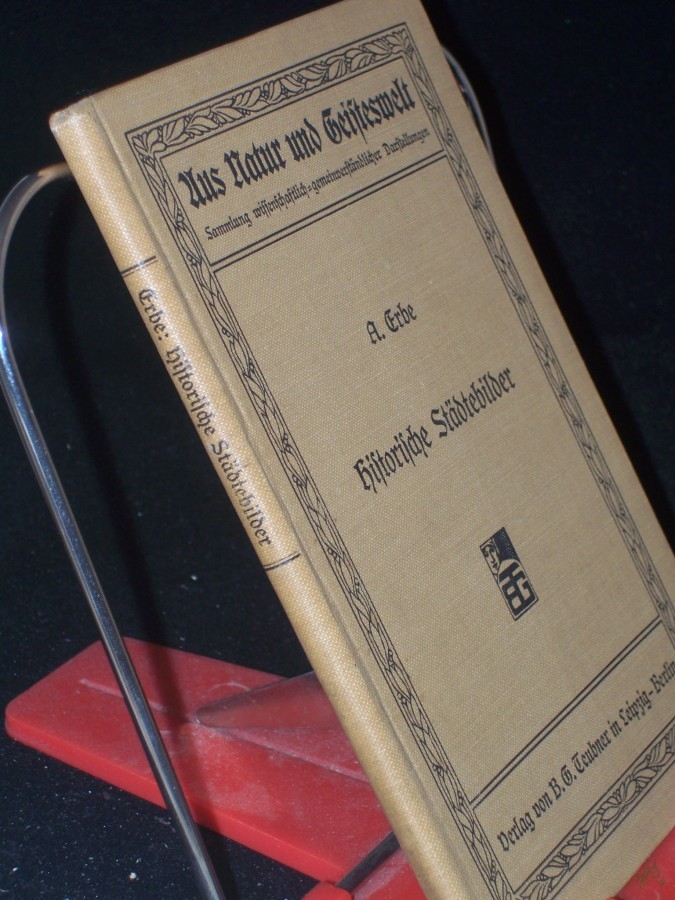 Aus Natur und Geisteswelt
Sammlung wissenschaftlich-gemeinverständlicher Darstellungen
A. Erbe
Historische Städtebilder
BGT
Verlag von B. G. Teubner in Leipzig-Berlin
Erbe: Historische Städtebilder